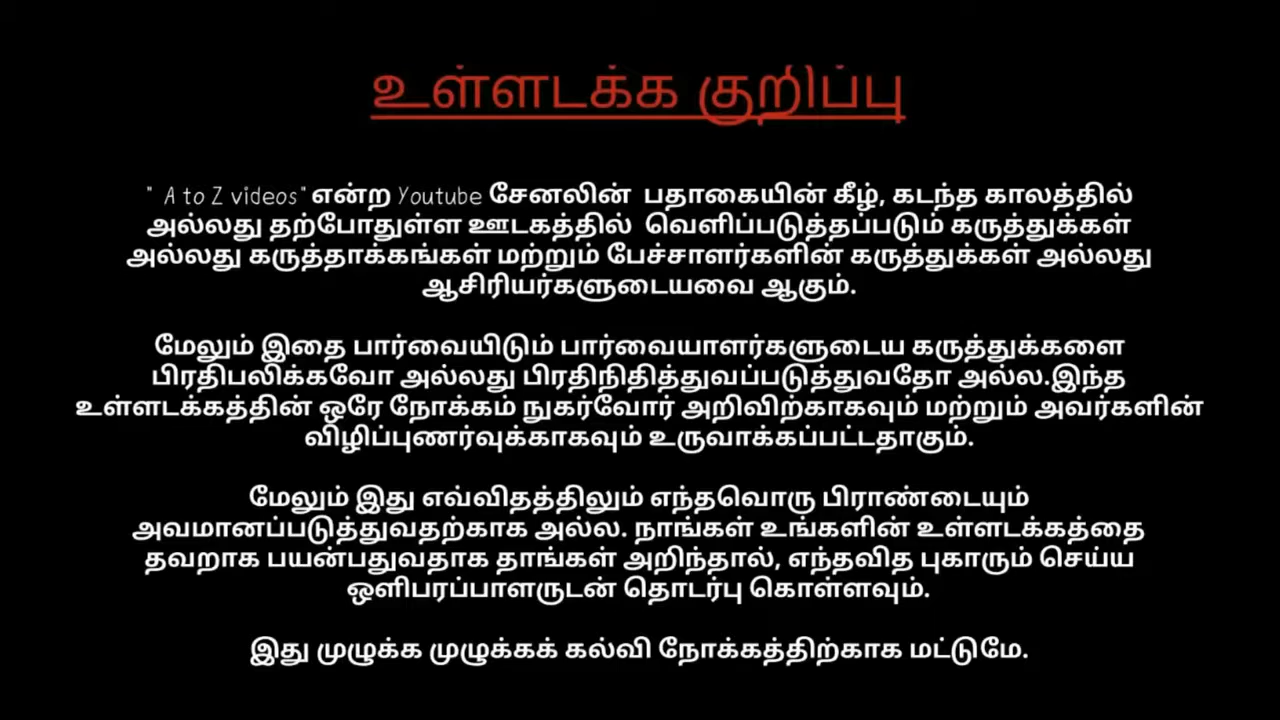 உள்ளடக்க குறிப்பு
" A to Z videos" என்ற Youtube சேனலின் பதாகையின் கீழ், கடந்த காலத்தில்
அல்லது தற்போதுள்ள ஊடகத்தில் வெளிப்படுத்தப்படும் கருத்துக்கள்
அல்லது கருத்தாக்கங்கள் மற்றும் பேச்சாளர்களின் கருத்துக்கள் அல்லது
ஆசிரியர்களுடையவை ஆகும்.
மேலும் இதை பார்வையிடும் பார்வையாளர்களுடைய கருத்துக்களை
பிரதிபலிக்கவோ அல்லது பிரதிநிதித்துவப்படுத்துவதோ அல்ல.இந்த
உள்ளடக்கத்தின் ஒரே நோக்கம் நுகர்வோர் அறிவிற்காகவும் மற்றும் அவர்களின்
விழிப்புணர்வுக்காகவும் உருவாக்கப்பட்டதாகும்.
மேலும் இது எவ்விதத்திலும் எந்தவொரு பிராண்டையும்
அவமானப்படுத்துவதற்காக அல்ல. நாங்கள் உங்களின் உள்ளடக்கத்தை
தவறாக பயன்பதுவதாக தாங்கள் அறிந்தால், எந்தவித புகாரும் செய்ய
ஒளிபரப்பாளருடன் தொடர்பு கொள்ளவும்.
இது முழுக்க முழுக்கக் கல்வி நோக்கத்திற்காக மட்டுமே.